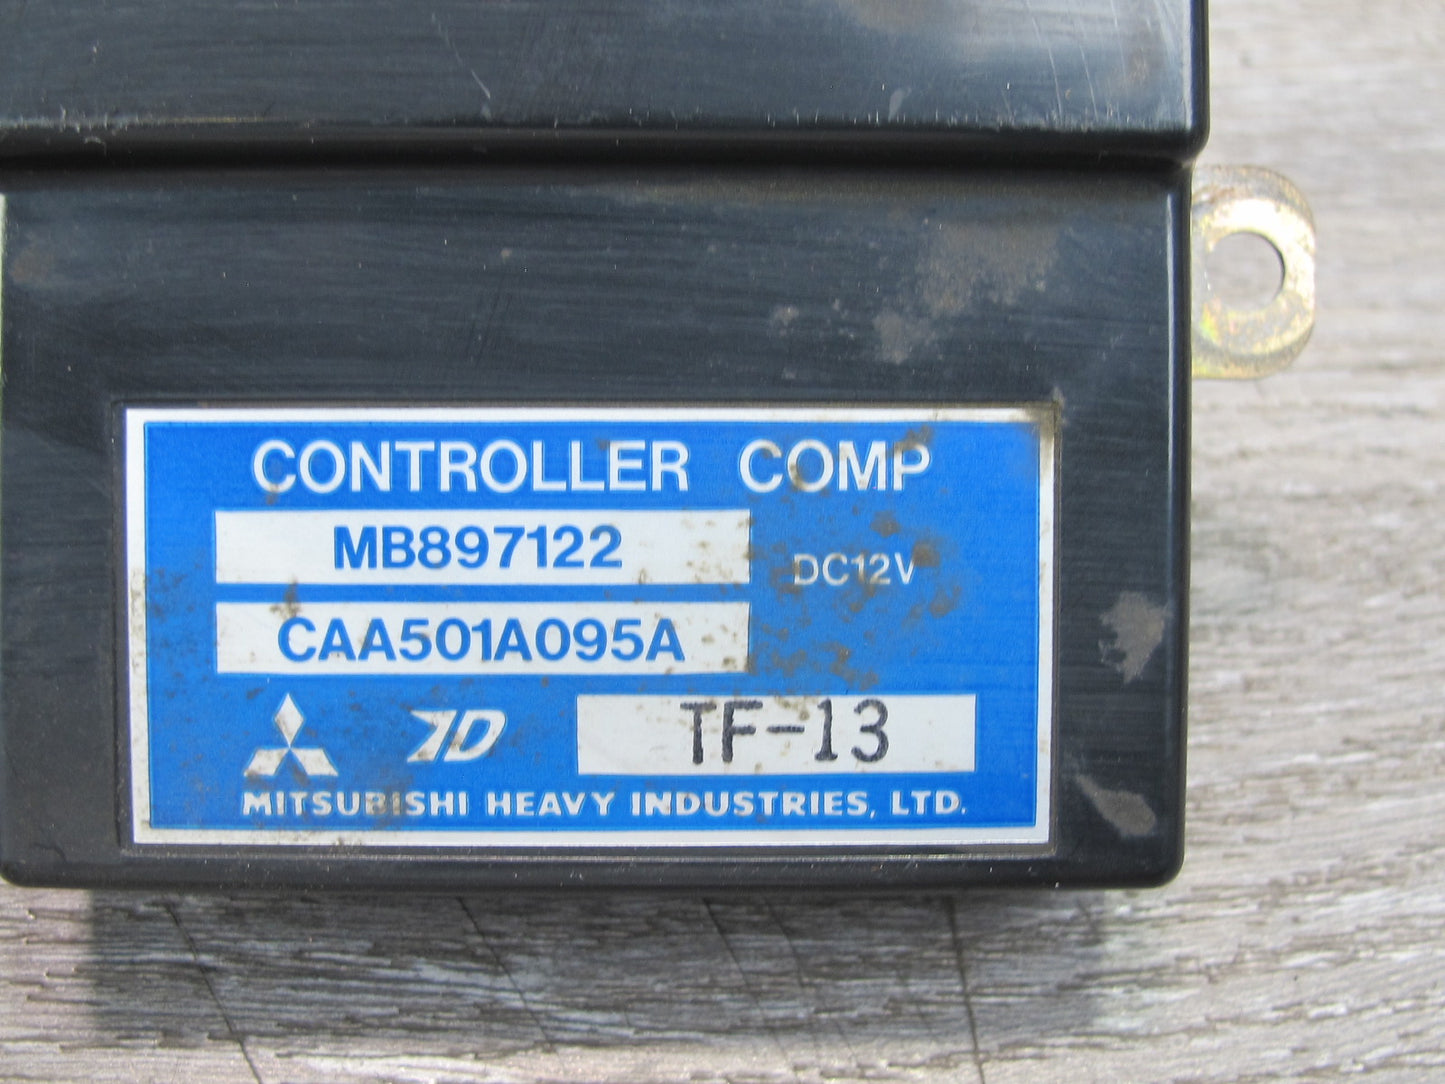 CONTROLLER COMP
MB897122
DC12V
CAA501A095A
TF-13
MITSUBISHI HEAVY INDUSTRIES, LTD.